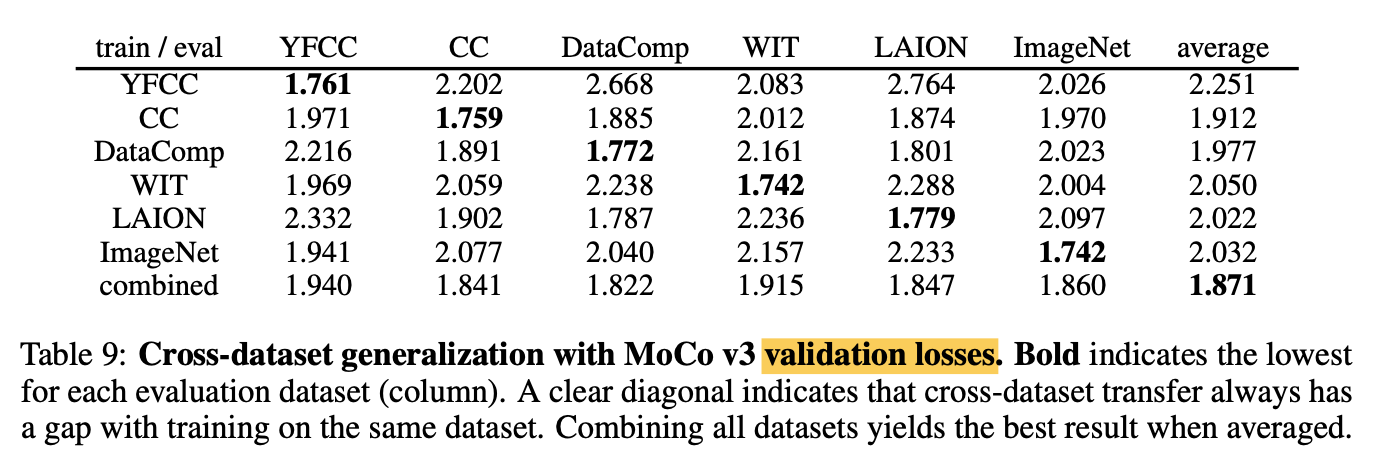 train / eval YFCC CC DataComp WIT LAION ImageNet average
YFCC 1.761 2.202 2.668 2.083 2.764 2.026 2.251
CC 1.971 1.759 1.885 2.012 1.874 1.970 1.912
DataComp 2.216 1.891 1.772 2.161 1.801 2.023 1.977
WIT 1.969 2.059 2.238 1.742 2.288 2.004 2.050
LAION 2.332 1.902 1.787 2.236 1.779 2.097 2.022
ImageNet 1.941 2.077 2.040 2.157 2.233 1.742 2.032
combined 1.940 1.841 1.822 1.915 1.847 1.860 1.871
Table 9: Cross-dataset generalization with MoCo v3 validation losses. Bold indicates the lowest
for each evaluation dataset (column). A clear diagonal indicates that cross-dataset transfer always has
a gap with training on the same dataset. Combining all datasets yields the best result when averaged.